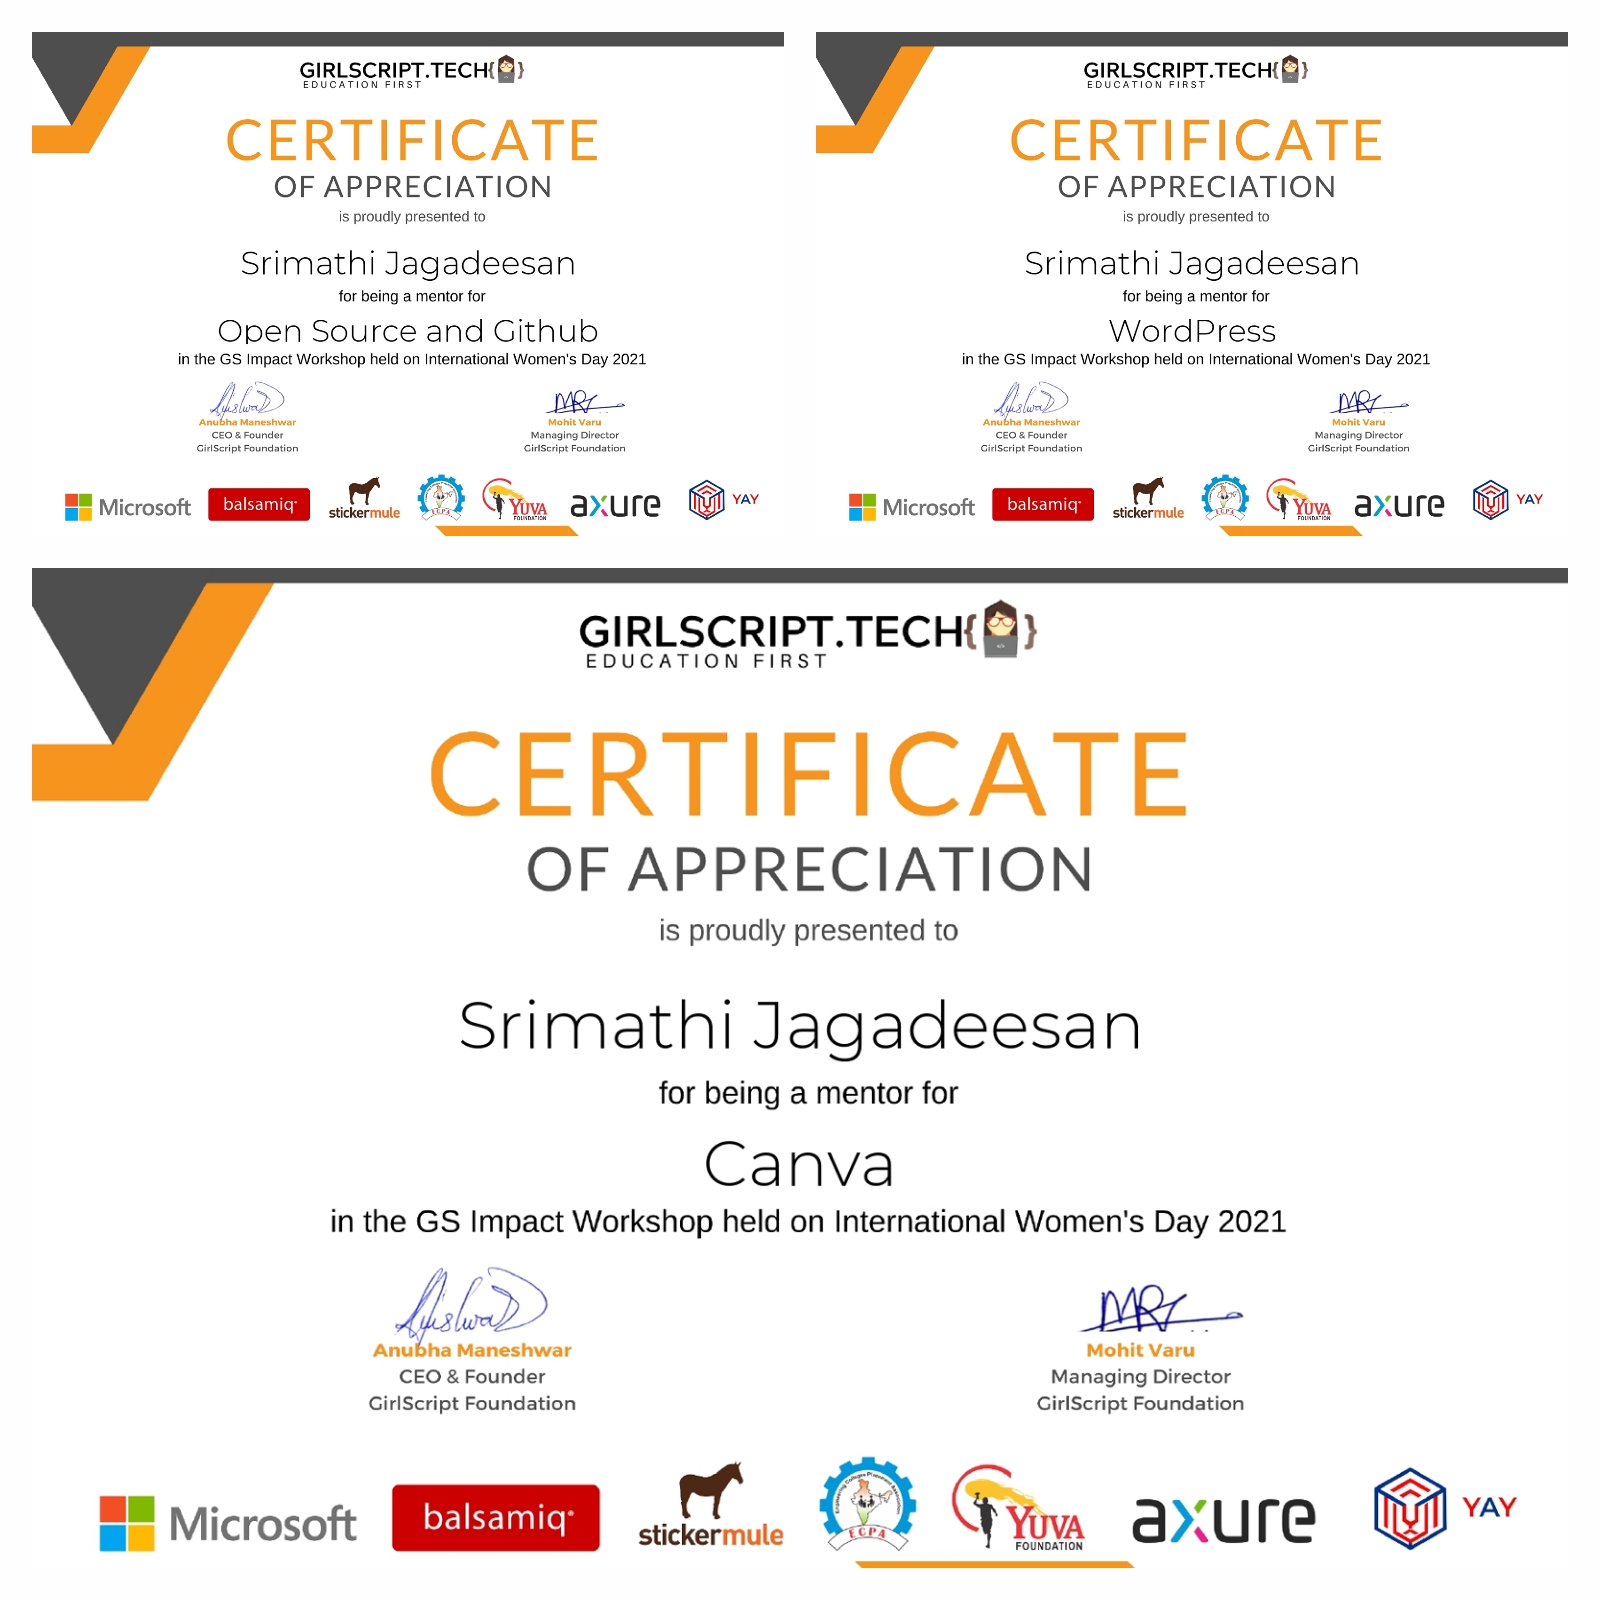 GIRLSCRIPT.TECH{ }
EDUCATION FIRST
CERTIFICATE
OF APPRECIATION
is proudly presented to
Srimathi Jagadeesan
for being a mentor for
Open Source and Github
in the GS Impact Workshop held on International Women's Day 2021
Anubha Maneshwar
CEO & Founder
GirlScript Foundation
Mohit Varu
Managing Director
GirlScript Foundation
Microsoft balsamiq stickermule ECPA YUVA FOUNDATION axure YAY
GIRLSCRIPT.TECH{ }
EDUCATION FIRST
CERTIFICATE
OF APPRECIATION
is proudly presented to
Srimathi Jagadeesan
for being a mentor for
WordPress
in the GS Impact Workshop held on International Women's Day 2021
Anubha Maneshwar
CEO & Founder
GirlScript Foundation
Mohit Varu
Managing Director
GirlScript Foundation
Microsoft balsamiq stickermule ECPA YUVA FOUNDATION axure YAY
GIRLSCRIPT.TECH{ }
EDUCATION FIRST
CERTIFICATE
OF APPRECIATION
is proudly presented to
Srimathi Jagadeesan
for being a mentor for
Canva
in the GS Impact Workshop held on International Women's Day 2021
Anubha Maneshwar
CEO & Founder
GirlScript Foundation
Mohit Varu
Managing Director
GirlScript Foundation
Microsoft balsamiq stickermule ECPA YUVA FOUNDATION axure YAY